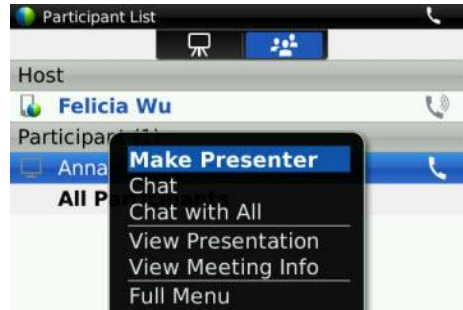 Participant List
Host
Felicia Wu
Participant (1)
Anna
All Participants
Make Presenter
Chat
Chat with All
View Presentation
View Meeting Info
Full Menu